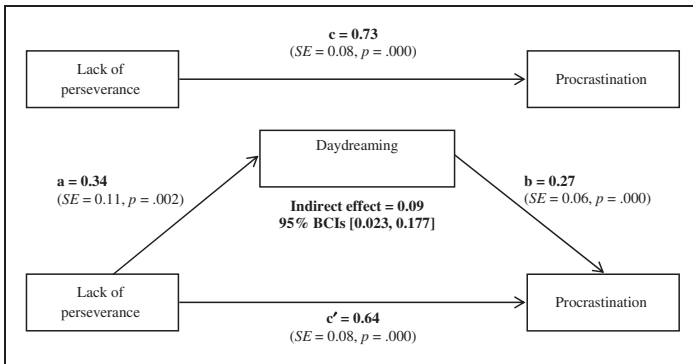 c = 0.73
(SE = 0.08, p = .000)
Lack of
perseverance
Procrastination
Daydreaming
a = 0.34
(SE = 0.11, p = .002)
b = 0.27
(SE = 0.06, p = .000)
Indirect effect = 0.09
95% BCIs [0.023, 0.177]
Lack of
perseverance
Procrastination
c′ = 0.64
(SE = 0.08, p = .000)